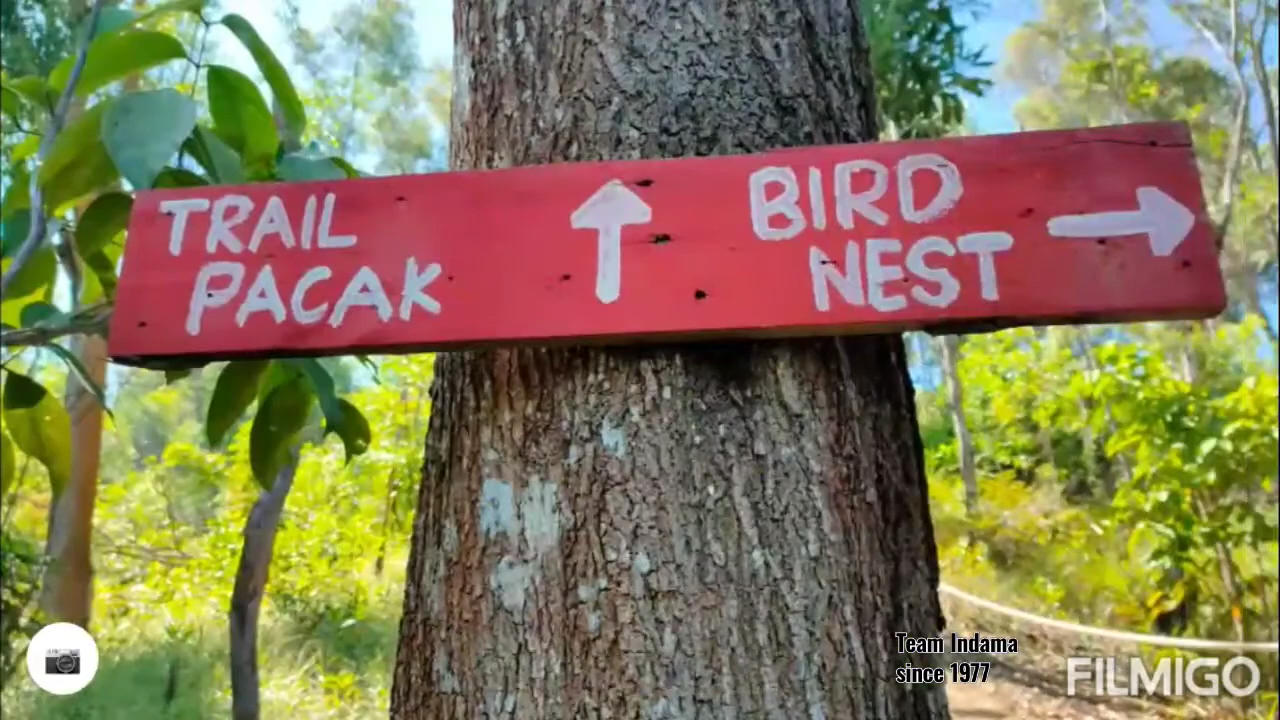 TRAIL
PACAK
BIRD
NEST
Team Indama
since 1977
FILMIGO